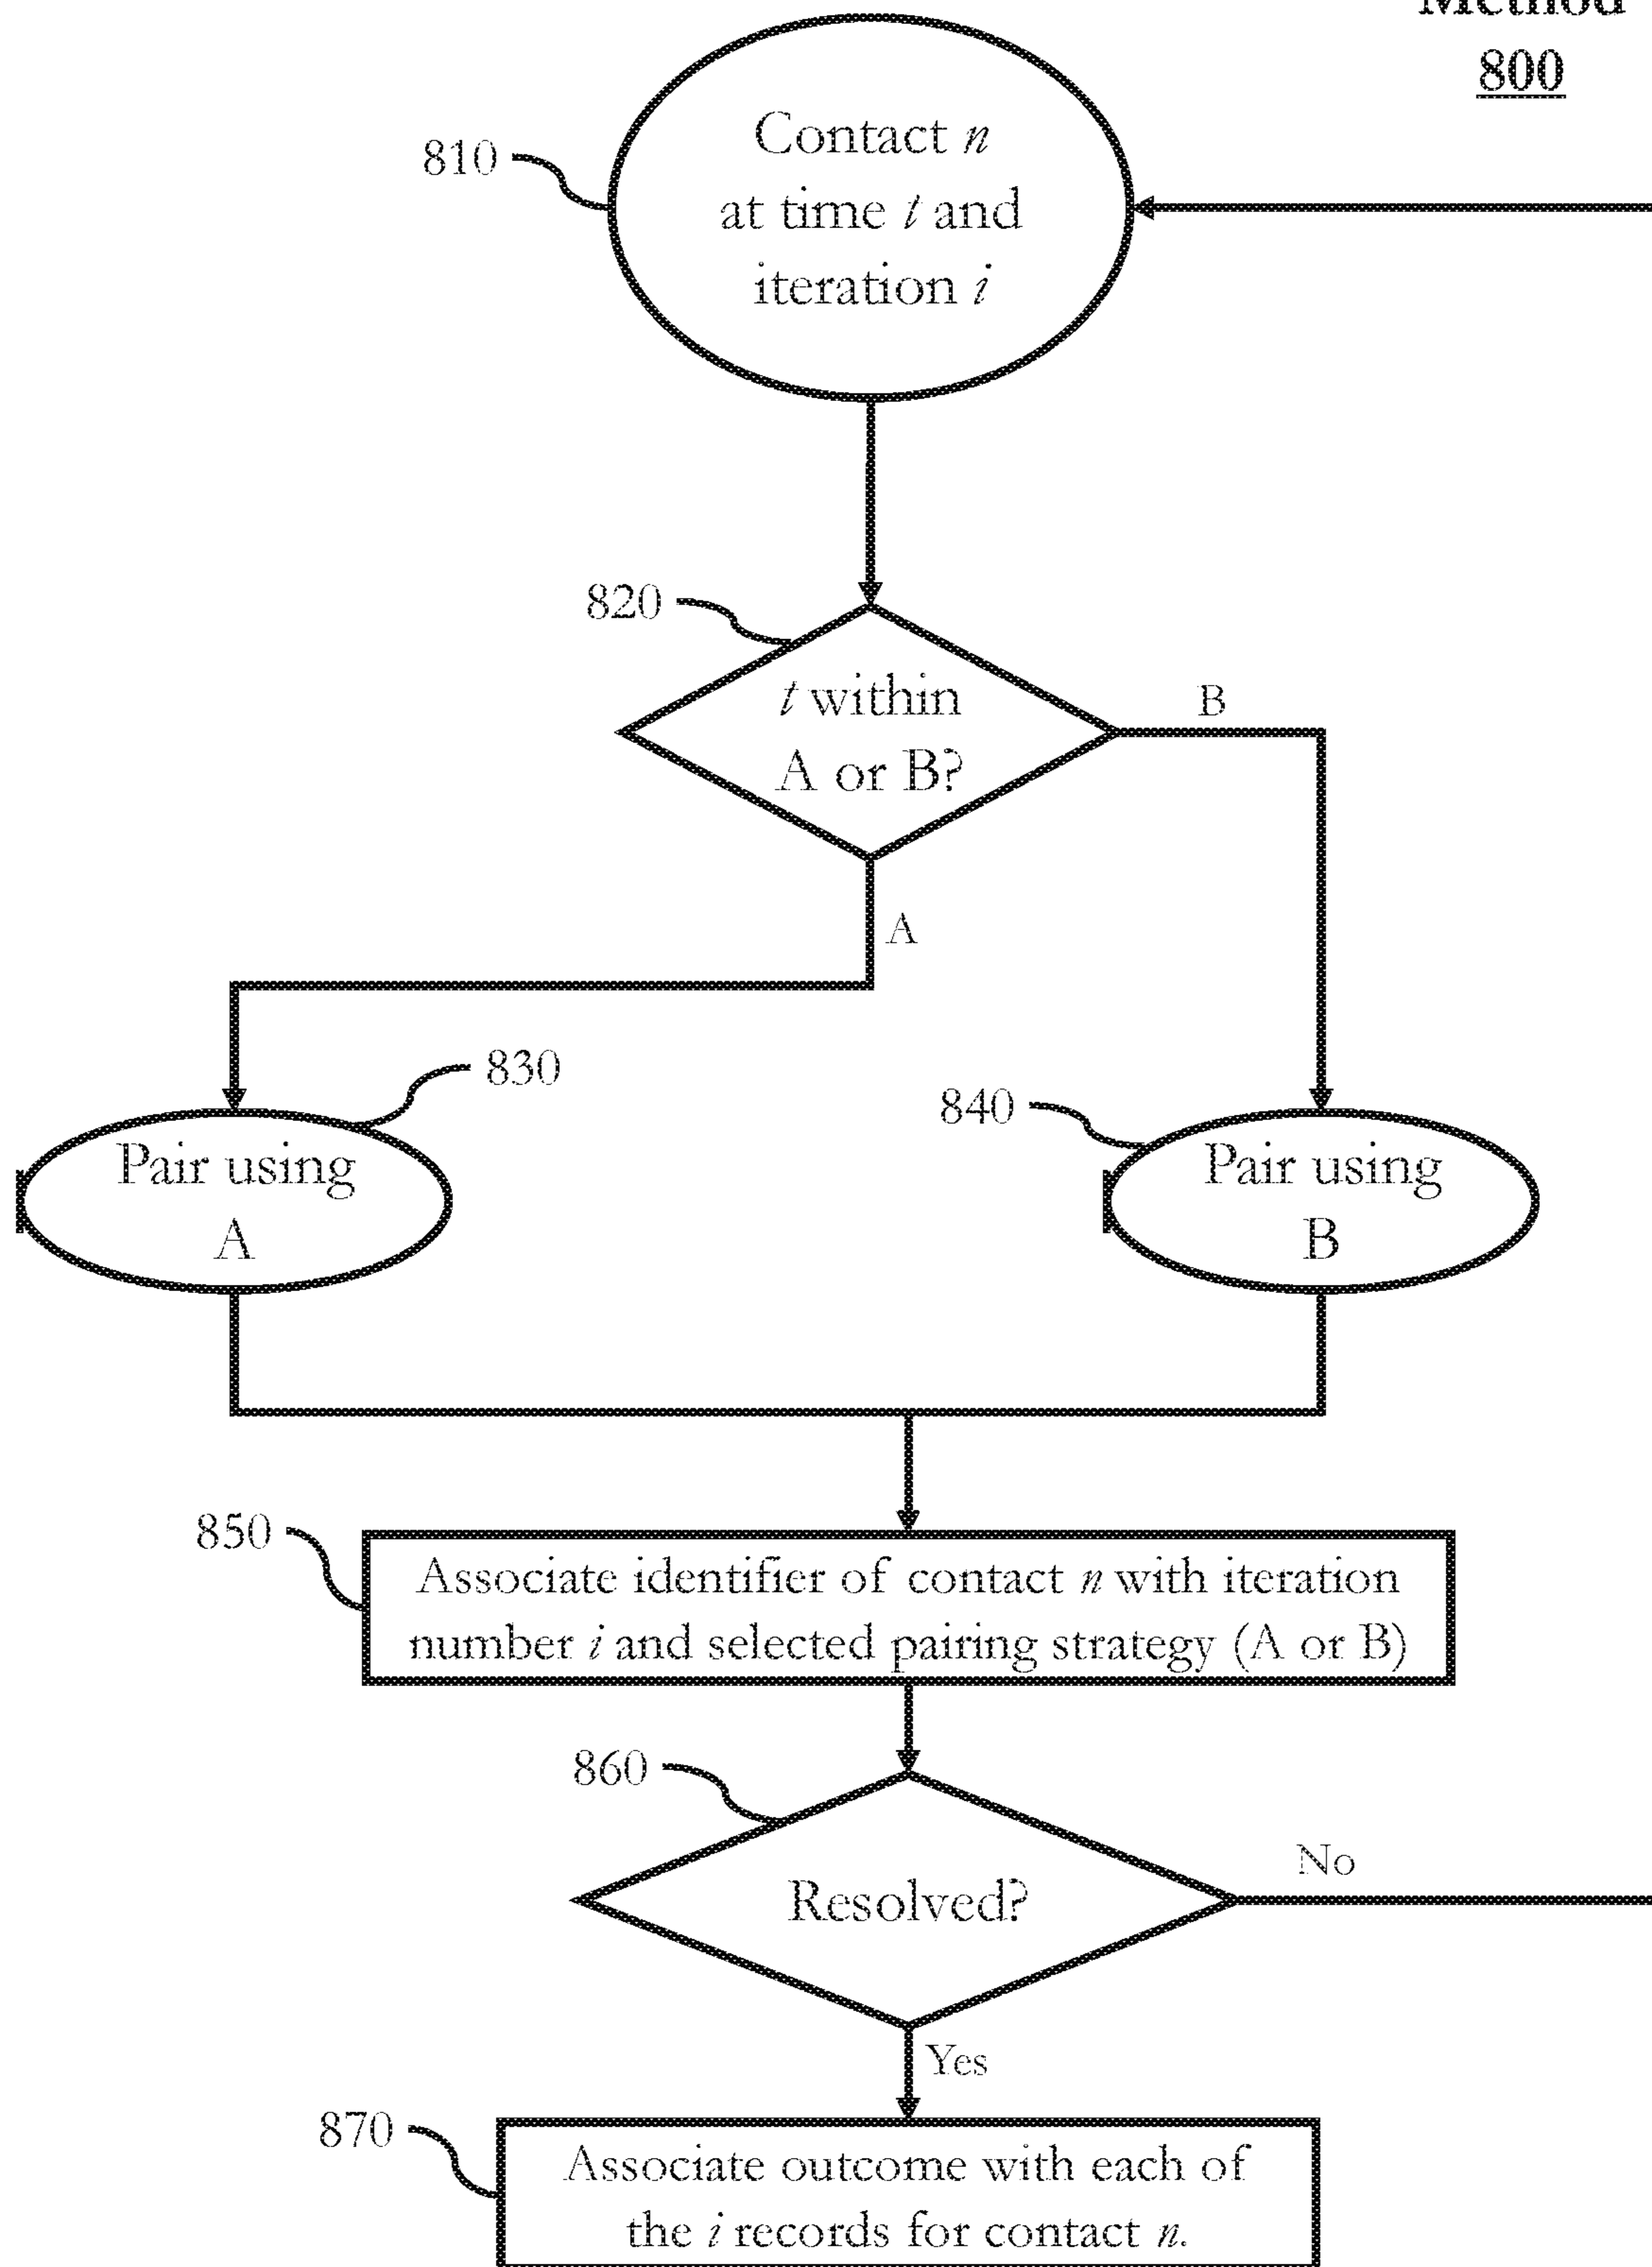 Method
800
810
Contact n
at time t and
iteration i
820
t within
A or B?
B
A
830
Pair using
A
840
Pair using
B
850
Associate identifier of contact n with iteration
number i and selected pairing strategy (A or B)
860
Resolved?
No
Yes
870
Associate outcome with each of
the i records for contact n.